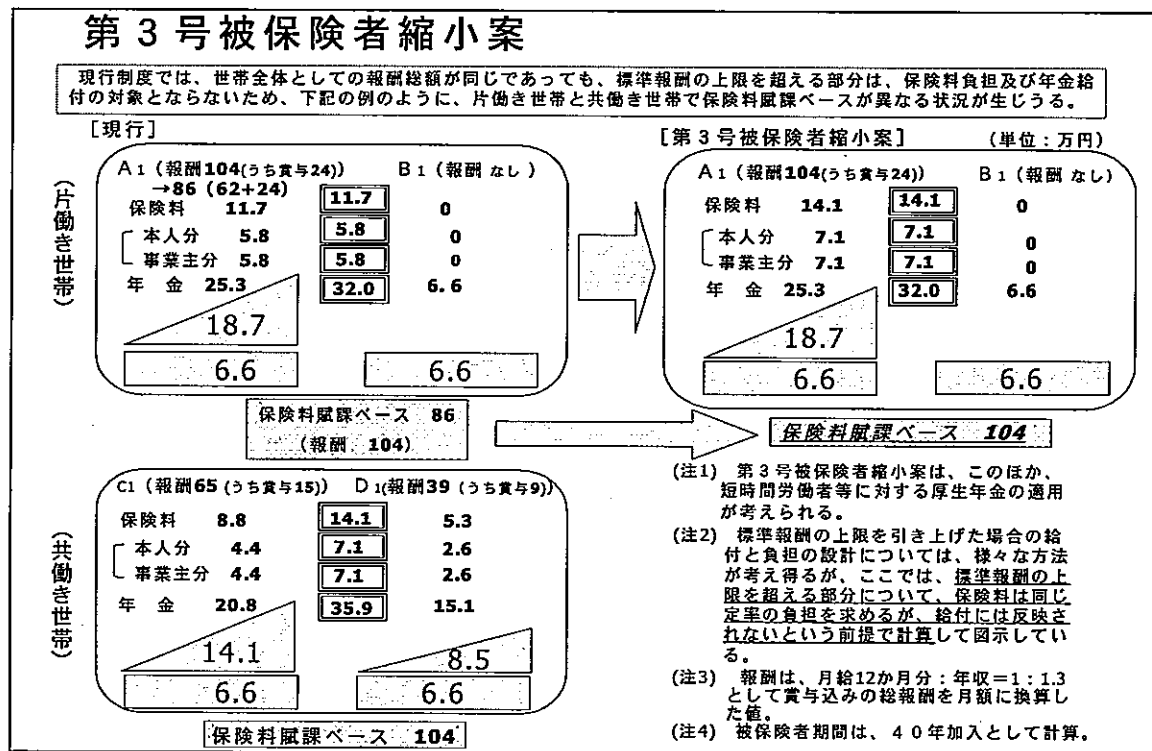 第３号被保険者縮小案
現行制度では、世帯全体としての報酬総額が同じであっても、標準報酬の上限を超える部分は、保険料負担及び年金給
付の対象とならないため、下記の例のように、片働き世帯と共働き世帯で保険料賦課ベースが異なる状況が生じうる。
[現行]
(片働き世帯)
A1（報酬104(うち賞与24)） B1（報酬 なし）
→86（62+24）
保険料 11.7 11.7 0
本人分 5.8 5.8 0
事業主分 5.8 5.8 0
年 金 25.3 32.0 6.6
18.7
6.6 6.6
保険料賦課ベース 86
（報酬 104）
[第３号被保険者縮小案] （単位：万円）
A1（報酬104(うち賞与24)） B1（報酬 なし）
保険料 14.1 14.1 0
本人分 7.1 7.1 0
事業主分 7.1 7.1 0
年 金 25.3 32.0 6.6
18.7
6.6 6.6
保険料賦課ベース 104
(共働き世帯)
C1（報酬65（うち賞与15)） D1(報酬39（うち賞与9)）
保険料 8.8 14.1 5.3
本人分 4.4 7.1 2.6
事業主分 4.4 7.1 2.6
年 金 20.8 35.9 15.1
14.1 8.5
6.6 6.6
保険料賦課ベース 104
(注1) 第３号被保険者縮小案は、このほか、
短時間労働者等に対する厚生年金の適用
が考えられる。
(注2) 標準報酬の上限を引き上げた場合の給
付と負担の設計については、様々な方法
が考え得るが、ここでは、標準報酬の上
限を超える部分について、保険料は同じ
定率の負担を求めるが、給付には反映さ
れないという前提で計算して図示してい
る。
(注3) 報酬は、月給12か月分：年収＝1：1.3
として賞与込みの総報酬を月額に換算し
た値。
(注4) 被保険者期間は、４０年加入として計算。